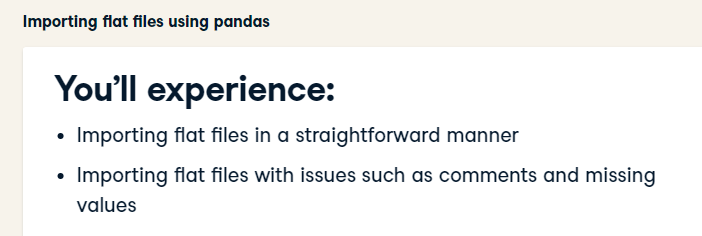 Importing flat files using pandas
You'll experience:
• Importing flat files in a straightforward manner
• Importing flat files with issues such as comments and missing
values